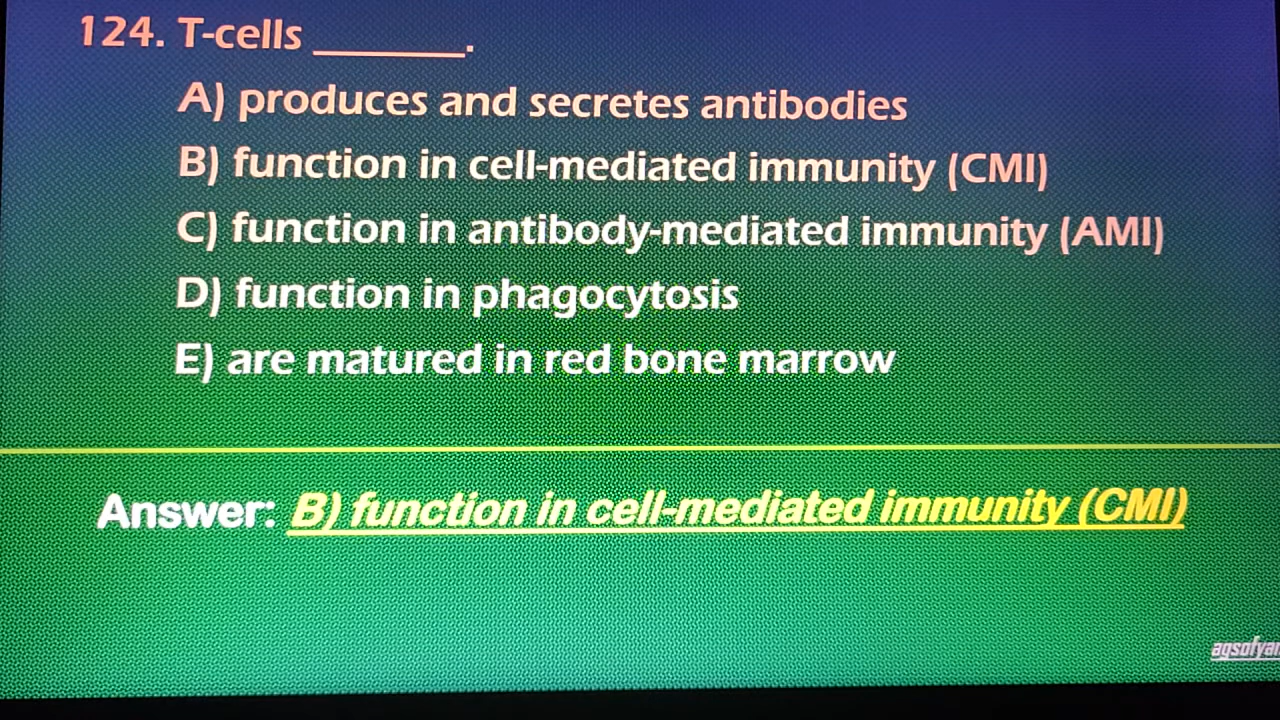 124. T-cells _______.
A) produces and secretes antibodies
B) function in cell-mediated immunity (CMI)
C) function in antibody-mediated immunity (AMI)
D) function in phagocytosis
E) are matured in red bone marrow
Answer: B) function in cell-mediated immunity (CMI)